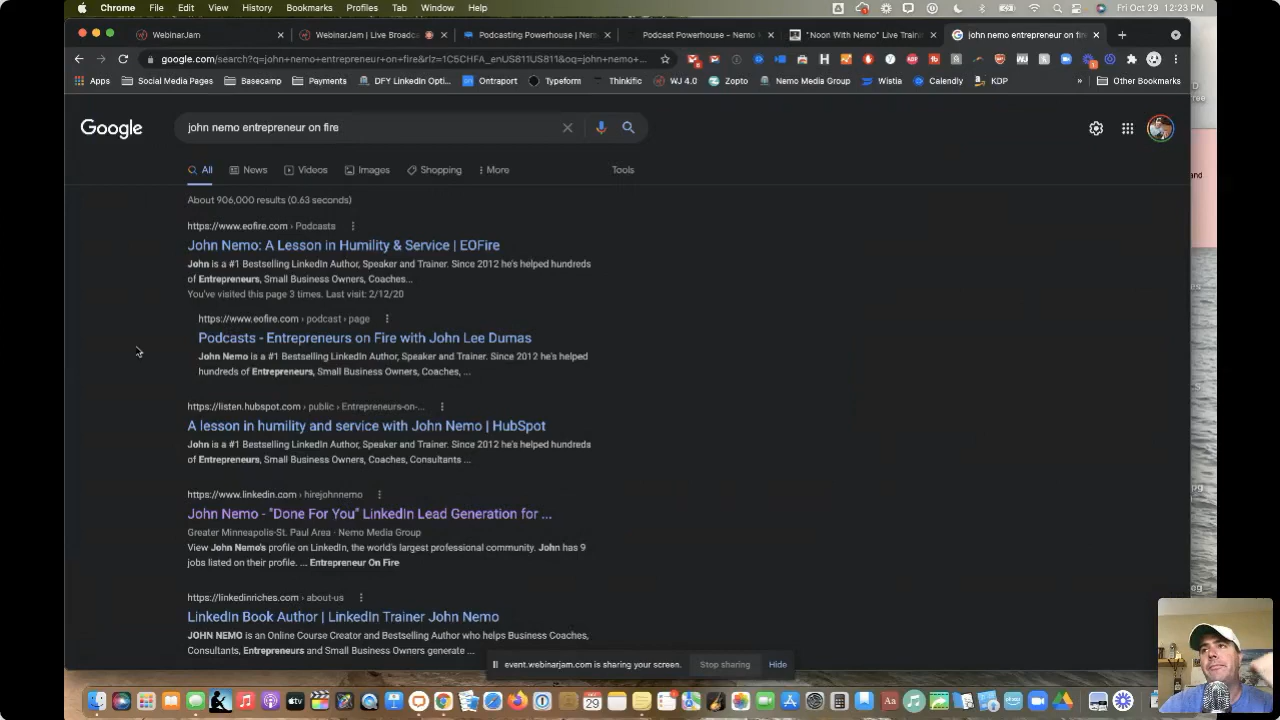 Chrome File Edit View History Bookmarks Profiles Tab Window Help Fri Oct 29 12:23 PM
WebinarJam WebinarJam | Live Broadca Podcasting Powerhouse | Nem Podcast Powerhouse - Nemo "Noon With Nemo" Live Training john nemo entrepreneur on fire
google.com/search?q=john+nemo+entrepreneur+on+fire&rlz=1C5CHFA_enUS811US811&oq=john+nemo+...
Apps Social Media Pages Basecamp Payments DFY LinkedIn Opti... Ontraport Typeform Thinkific WJ 4.0 Zopto Nemo Media Group Wistia Calendly KDP » Other Bookmarks
Google john nemo entrepreneur on fire
All News Videos Images Shopping More Tools
About 906,000 results (0.63 seconds)
https://www.eofire.com › Podcasts
John Nemo: A Lesson in Humility & Service | EOFire
John is a #1 Bestselling LinkedIn Author, Speaker and Trainer. Since 2012 he's helped hundreds
of Entrepreneurs, Small Business Owners, Coaches...
You've visited this page 3 times. Last visit: 2/12/20
https://www.eofire.com › podcast › page
Podcasts - Entrepreneurs on Fire with John Lee Dumas
John Nemo is a #1 Bestselling LinkedIn Author, Speaker and Trainer. Since 2012 he's helped
hundreds of Entrepreneurs, Small Business Owners, Coaches, ...
https://listen.hubspot.com › public › Entrepreneurs-on-...
A lesson in humility and service with John Nemo | HubSpot
John is a #1 Bestselling LinkedIn Author, Speaker and Trainer. Since 2012 he's helped hundreds
of Entrepreneurs, Small Business Owners, Coaches, Consultants ...
https://www.linkedin.com › hirejohnnemo
John Nemo - "Done For You" LinkedIn Lead Generation for ...
Greater Minneapolis-St. Paul Area · Nemo Media Group
View John Nemo's profile on LinkedIn, the world's largest professional community. John has 9
jobs listed on their profile. ... Entrepreneur On Fire
https://linkedinriches.com › about-us
LinkedIn Book Author | LinkedIn Trainer John Nemo
JOHN NEMO is an Online Course Creator and Bestselling Author who helps Business Coaches,
Consultants, Entrepreneurs and Small Business Owners generate ...
event.webinarjam.com is sharing your screen. Stop sharing Hide
and